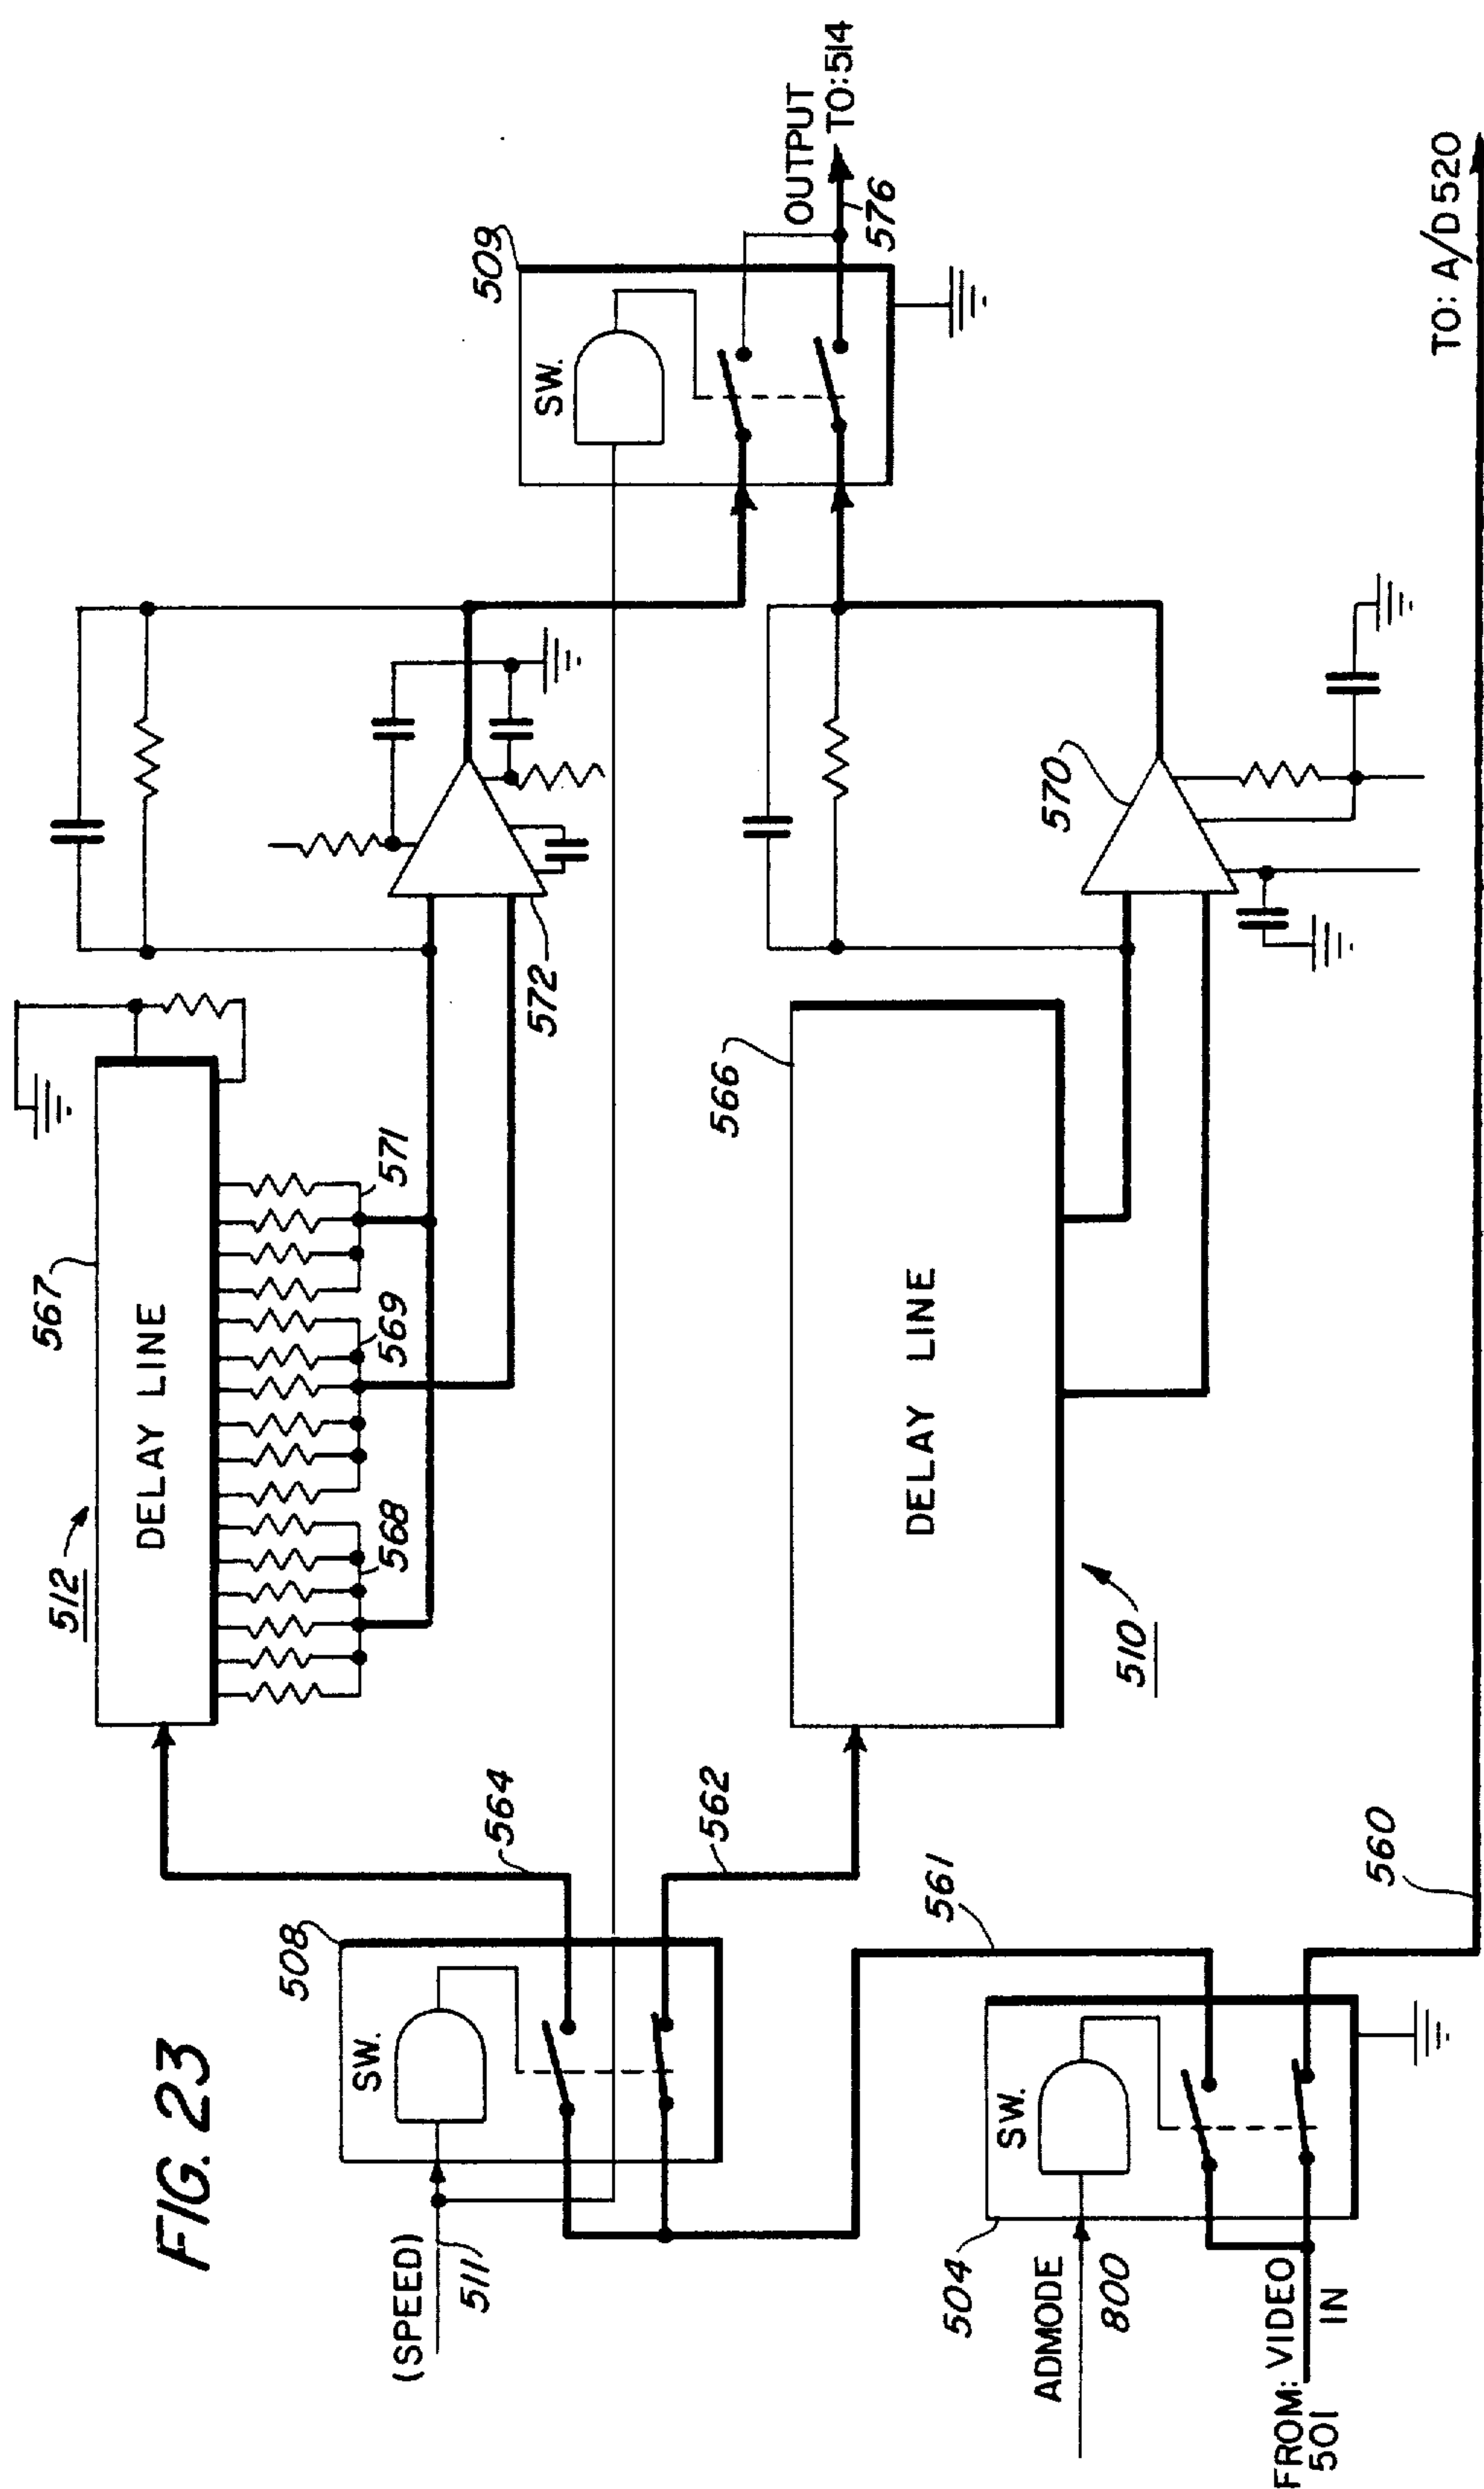 FIG. 23
512
567
DELAY LINE
568
569
571
572
509
SW.
OUTPUT
TO: 514
576
508
SW.
(SPEED)
511
564
562
566
DELAY LINE
510
570
561
504
SW.
ADMODE
800
FROM: VIDEO
501 IN
560
TO: A/D 520